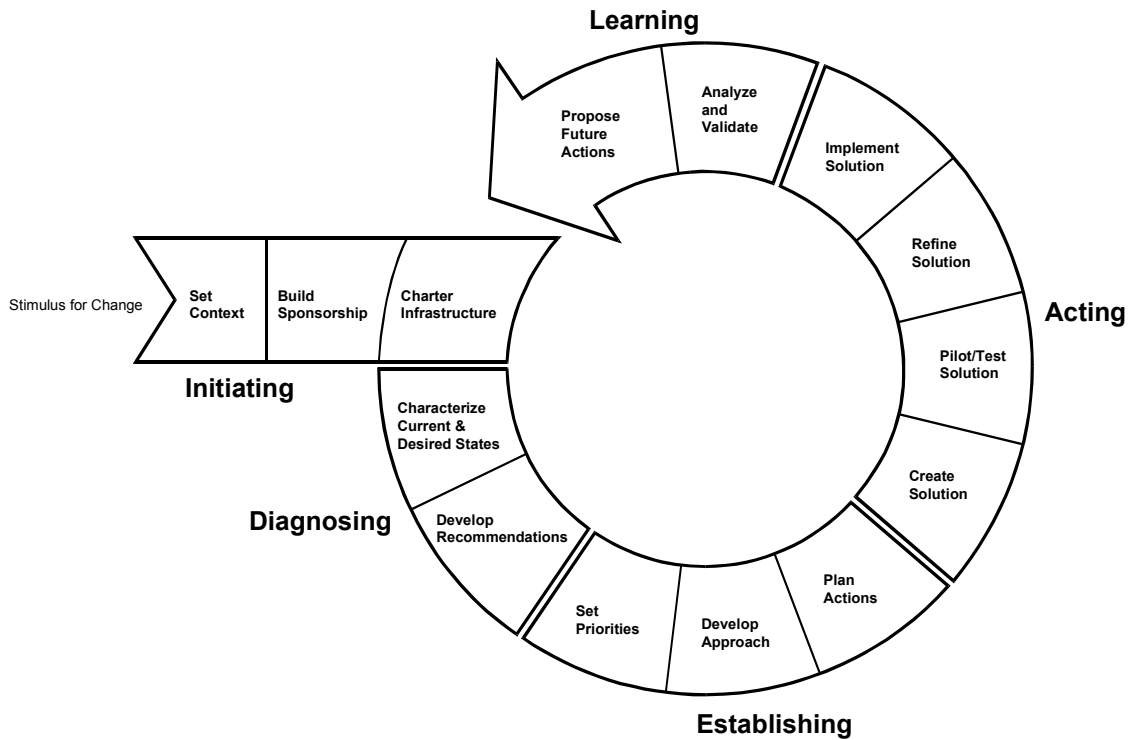 Learning
Analyze
and
Validate
Propose
Future
Actions
Implement
Solution
Refine
Solution
Acting
Pilot/Test
Solution
Create
Solution
Stimulus for Change
Set
Context
Build
Sponsorship
Charter
Infrastructure
Initiating
Characterize
Current &
Desired States
Diagnosing
Develop
Recommendations
Set
Priorities
Develop
Approach
Plan
Actions
Establishing